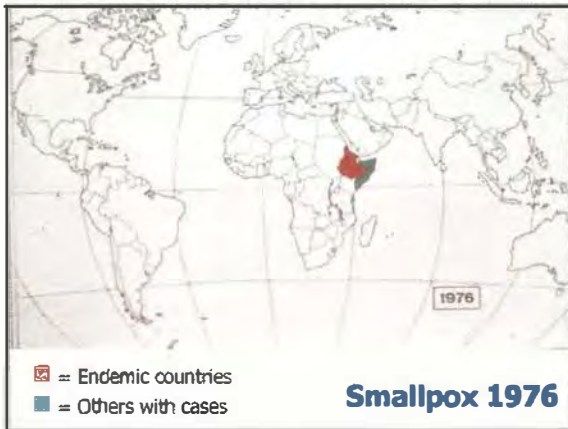 1976
= Endemic countries
= Others with cases
Smallpox 1976